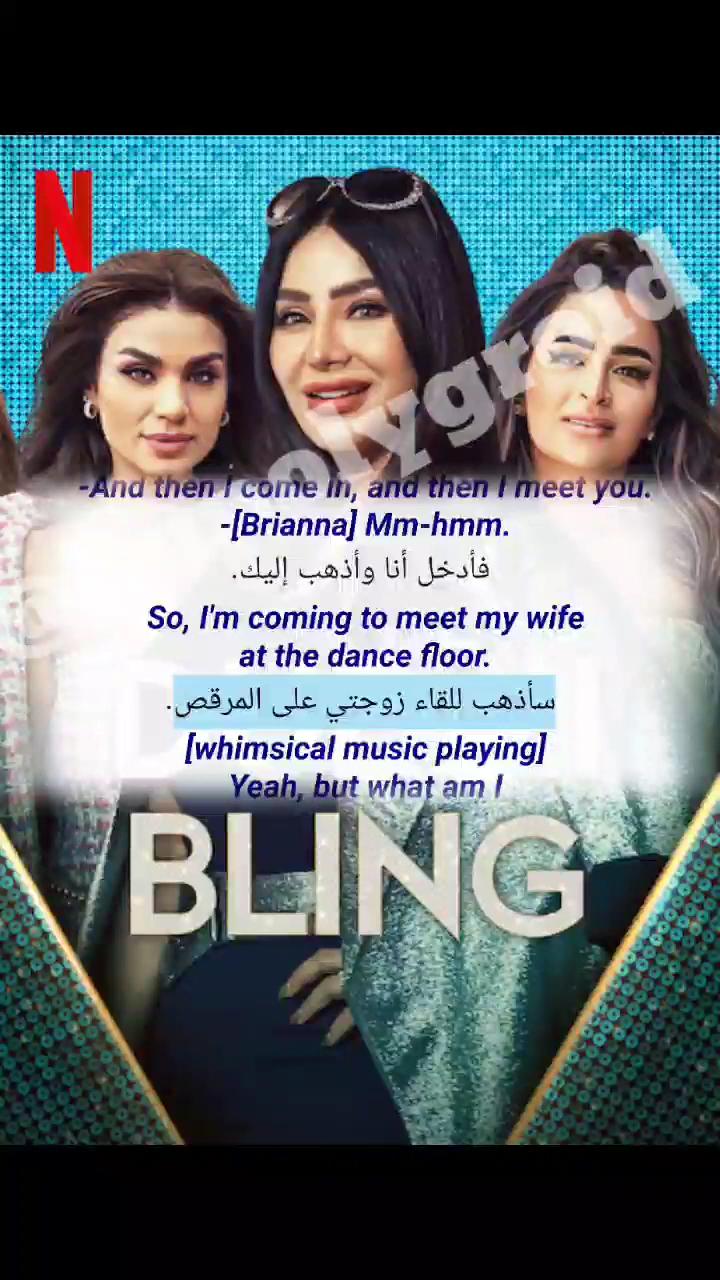 N
olygroid
-And then I come in, and then I meet you.
-[Brianna] Mm-hmm.
فأدخل أنا وأذهب إليك.
So, I'm coming to meet my wife
at the dance floor.
سأذهب للقاء زوجتي على المرقص.
[whimsical music playing]
Yeah, but what am I
BLING